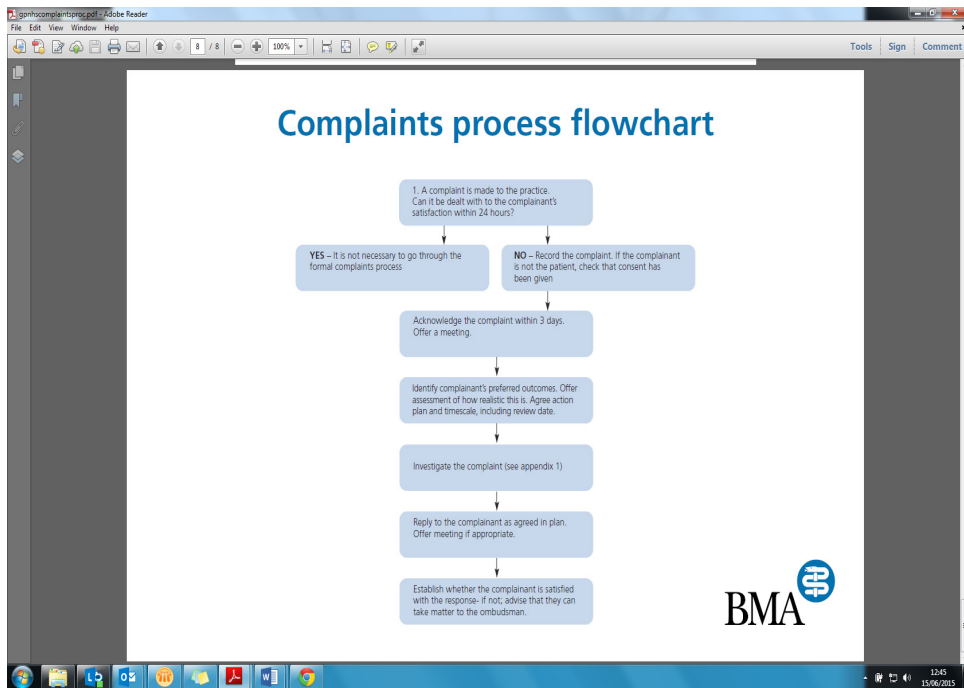 gpnhscomplaintsproc.pdf - Adobe Reader
File Edit View Window Help
8 / 8
100%
Tools Sign Comment
Complaints process flowchart
1. A complaint is made to the practice.
Can it be dealt with to the complainant's
satisfaction within 24 hours?
YES – It is not necessary to go through the
formal complaints process
NO – Record the complaint. If the complainant
is not the patient, check that consent has
been given
Acknowledge the complaint within 3 days.
Offer a meeting.
Identify complainant's preferred outcomes. Offer
assessment of how realistic this is. Agree action
plan and timescale, including review date.
Investigate the complaint (see appendix 1)
Reply to the complainant as agreed in plan.
Offer meeting if appropriate.
Establish whether the complainant is satisfied
with the response- if not; advise that they can
take matter to the ombudsman.
BMA
12:45
15/06/2015